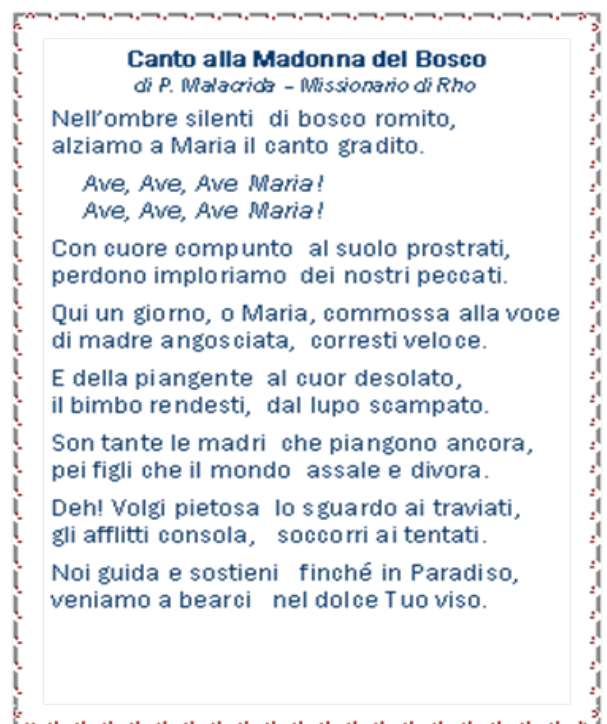 Canto alla Madonna del Bosco
di P. Malacrida – Missionario di Rho
Nell'ombre silenti di bosco romito,
alziamo a Maria il canto gradito.
Ave, Ave, Ave Maria!
Ave, Ave, Ave Maria!
Con cuore compunto al suolo prostrati,
perdono imploriamo dei nostri peccati.
Qui un giorno, o Maria, commossa alla voce
di madre angosciata, corresti veloce.
E della piangente al cuor desolato,
il bimbo rendesti, dal lupo scampato.
Son tante le madri che piangono ancora,
pei figli che il mondo assale e divora.
Deh! Volgi pietosa lo sguardo ai traviati,
gli afflitti consola, soccorri ai tentati.
Noi guida e sostieni finché in Paradiso,
veniamo a bearci nel dolce Tuo viso.